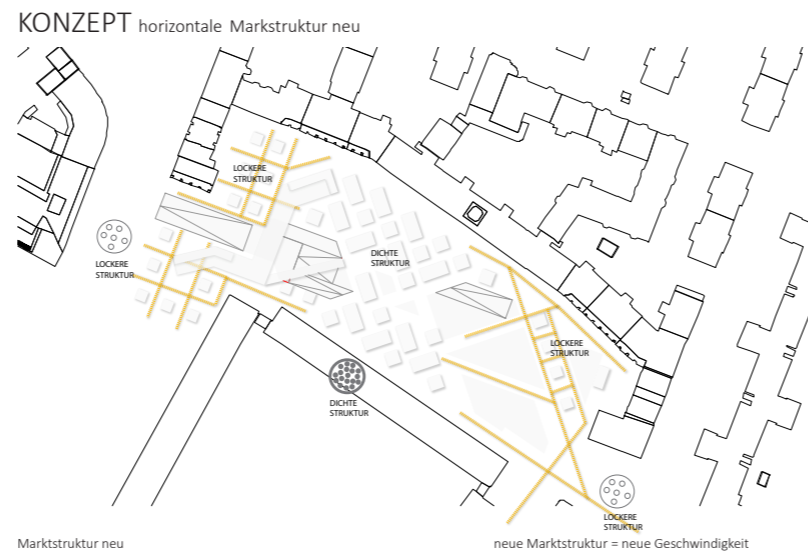 KONZEPT horizontale Markstruktur neu
LOCKERE
STRUKTUR
LOCKERE
STRUKTUR
DICHTE
STRUKTUR
LOCKERE
STRUKTUR
DICHTE
STRUKTUR
LOCKERE
STRUKTUR
Marktstruktur neu
neue Marktstruktur = neue Geschwindigkeit